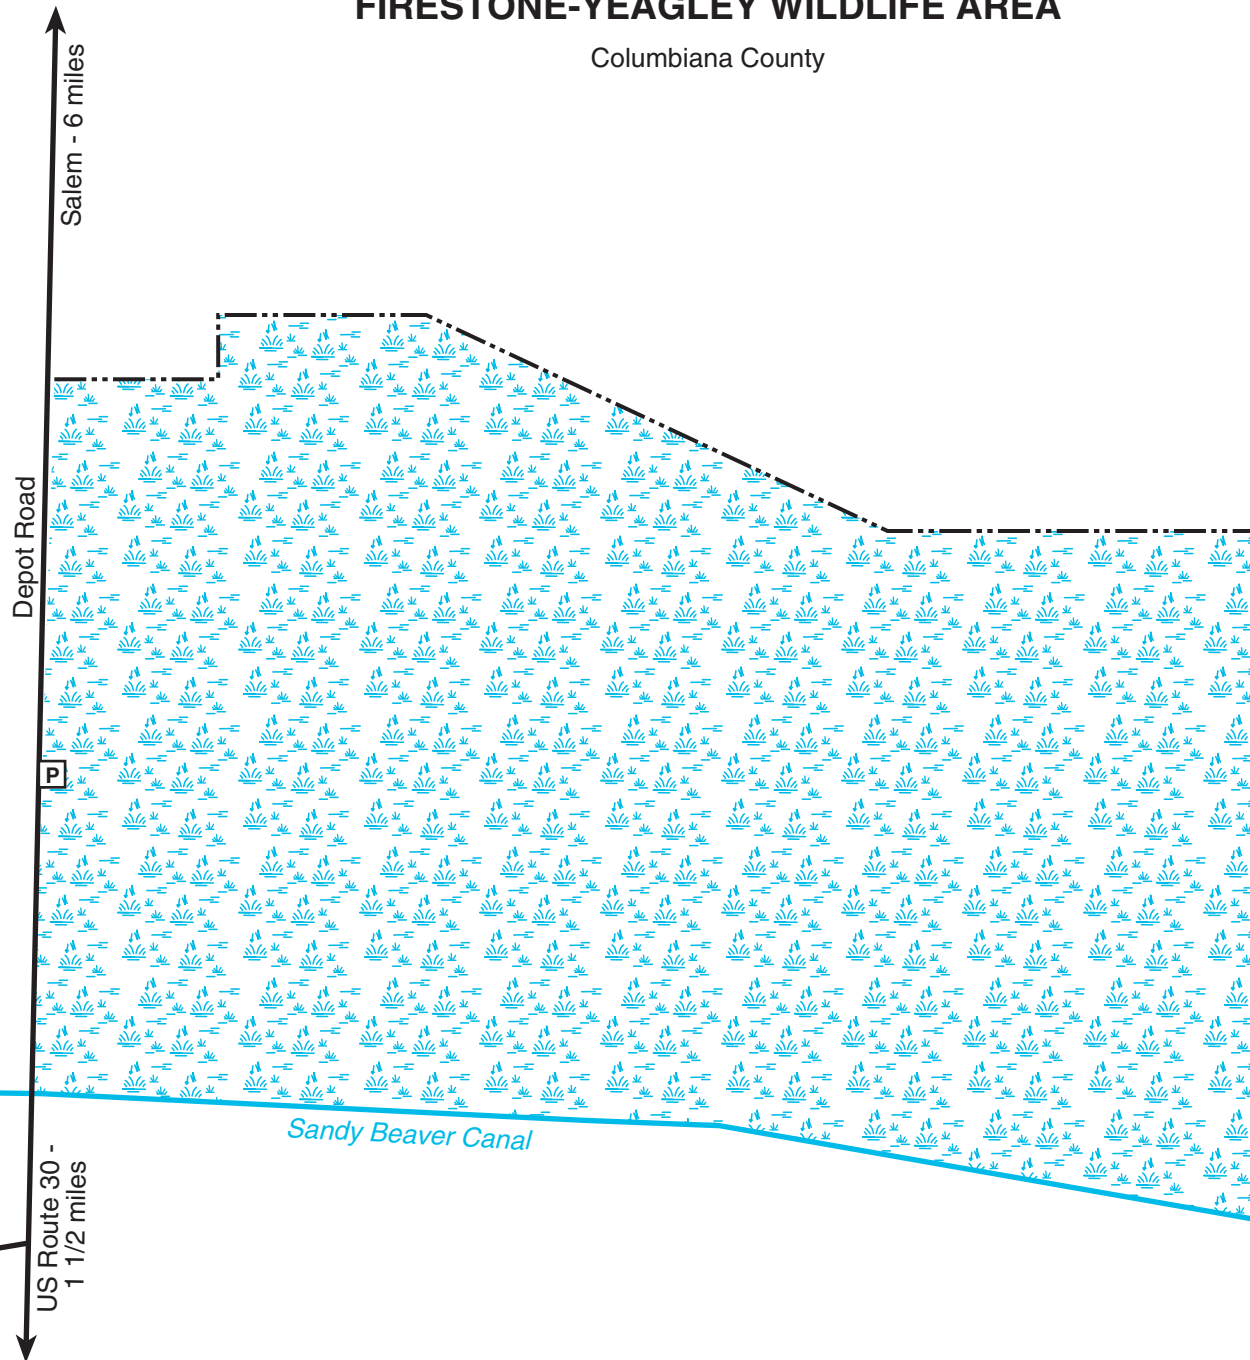 FIRESTONE-YEAGLEY WILDLIFE AREA
Columbiana County
Salem - 6 miles
Depot Road
P
Sandy Beaver Canal
US Route 30 -
1 1/2 miles